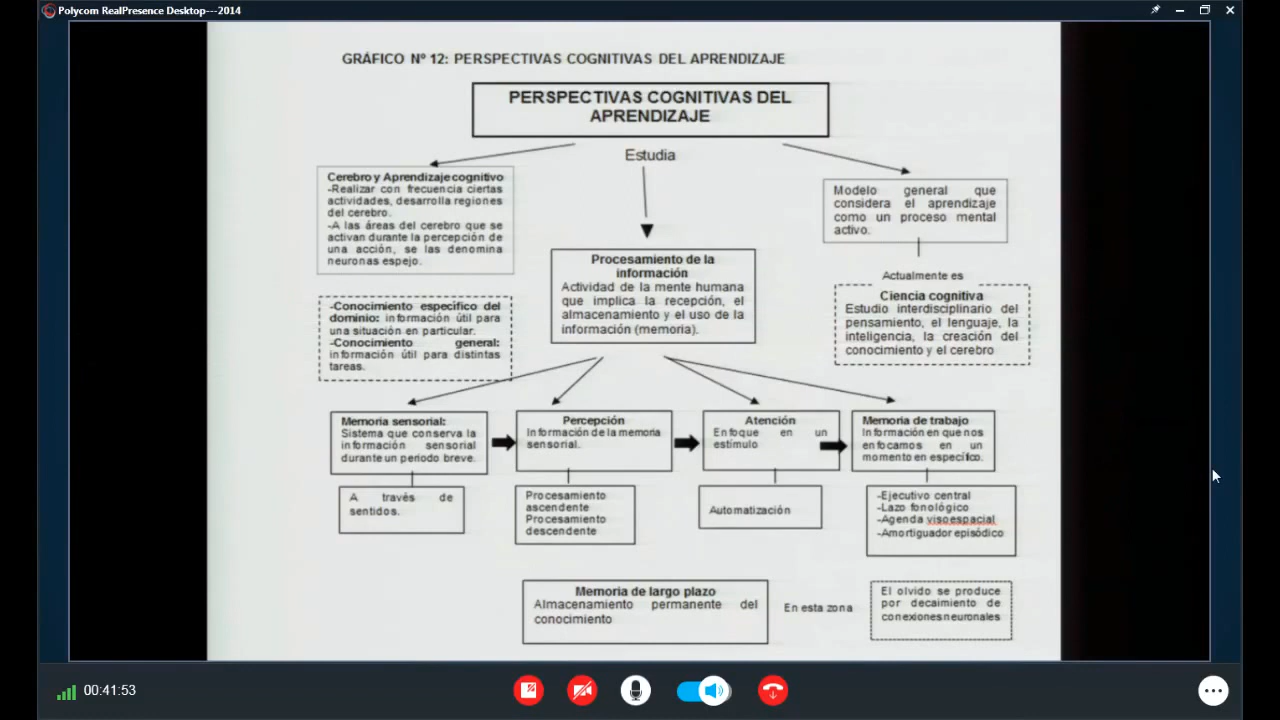 Polycom RealPresence Desktop---2014
GRÁFICO Nº 12: PERSPECTIVAS COGNITIVAS DEL APRENDIZAJE
PERSPECTIVAS COGNITIVAS DEL
APRENDIZAJE
Estudia
Cerebro y Aprendizaje cognitivo
-Realizar con frecuencia ciertas
actividades, desarrolla regiones
del cerebro.
-A las áreas del cerebro que se
activan durante la percepción de
una acción, se las denomina
neuronas espejo.
Modelo general que
considera el aprendizaje
como un proceso mental
activo.
Procesamiento de la
información
Actividad de la mente humana
que implica la recepción, el
almacenamiento y el uso de la
información (memoria).
Actualmente es
Ciencia cognitiva
Estudio interdisciplinario del
pensamiento, el lenguaje, la
inteligencia, la creación del
conocimiento y el cerebro
-Conocimiento específico del
dominio: información útil para
una situación en particular.
-Conocimiento general:
información útil para distintas
tareas.
Memoria sensorial:
Sistema que conserva la
información sensorial
durante un periodo breve.
Percepción
Información de la memoria
sensorial.
Atención
Enfoque en un
estímulo
Memoria de trabajo
Información en que nos
enfocamos en un
momento en específico.
A través de
sentidos.
Procesamiento
ascendente
Procesamiento
descendente
Automatización
-Ejecutivo central
-Lazo fonológico
-Agenda visoespacial
-Amortiguador episódico
Memoria de largo plazo
Almacenamiento permanente del
conocimiento
En esta zona
El olvido se produce
por decaimiento de
conexiones neuronales
00:41:53